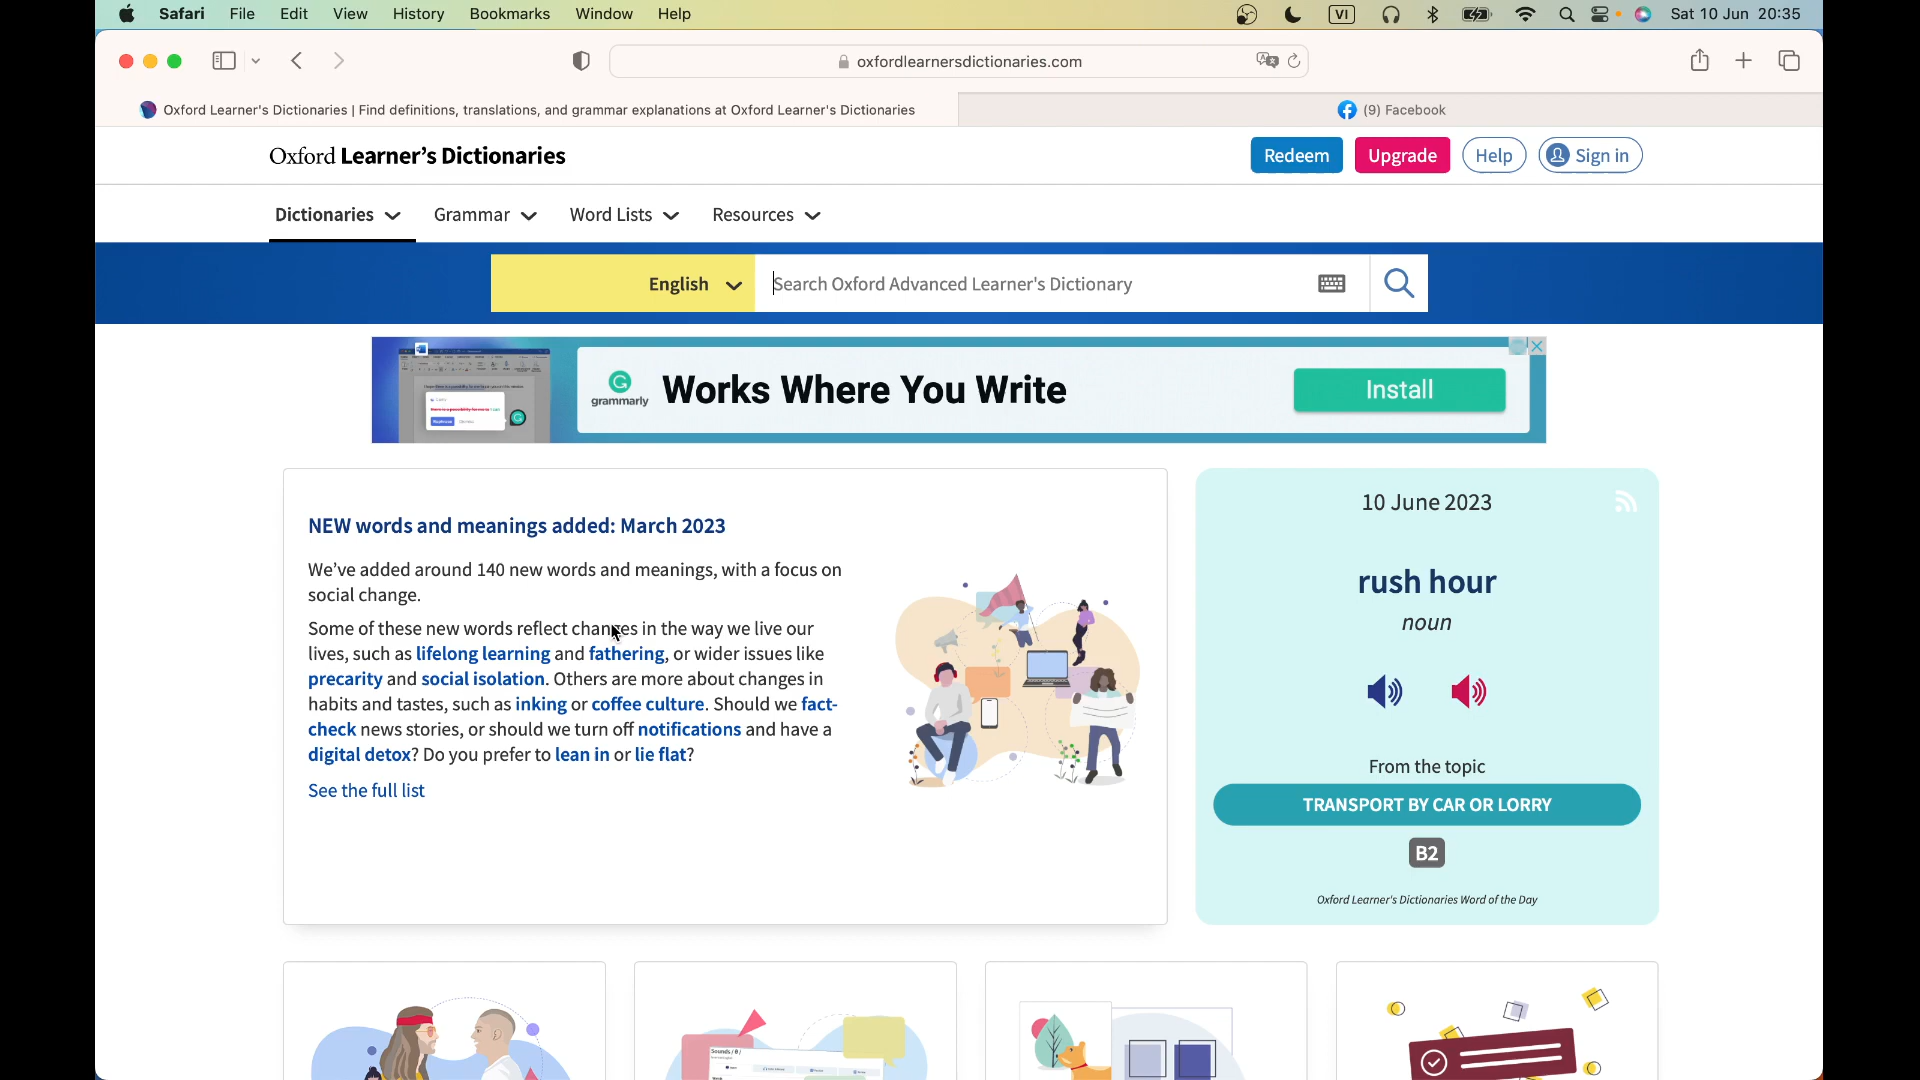 Safari File Edit View History Bookmarks Window Help VI Sat 10 Jun 20:35
oxfordlearnersdictionaries.com
Oxford Learner's Dictionaries | Find definitions, translations, and grammar explanations at Oxford Learner's Dictionaries
(9) Facebook
Oxford Learner's Dictionaries
Redeem Upgrade Help Sign in
Dictionaries Grammar Word Lists Resources
English Search Oxford Advanced Learner's Dictionary
grammarly
Works Where You Write
Install
NEW words and meanings added: March 2023
We've added around 140 new words and meanings, with a focus on
social change.
Some of these new words reflect changes in the way we live our
lives, such as lifelong learning and fathering, or wider issues like
precarity and social isolation. Others are more about changes in
habits and tastes, such as inking or coffee culture. Should we fact-
check news stories, or should we turn off notifications and have a
digital detox? Do you prefer to lean in or lie flat?
See the full list
10 June 2023
rush hour
noun
From the topic
TRANSPORT BY CAR OR LORRY
B2
Oxford Learner's Dictionaries Word of the Day